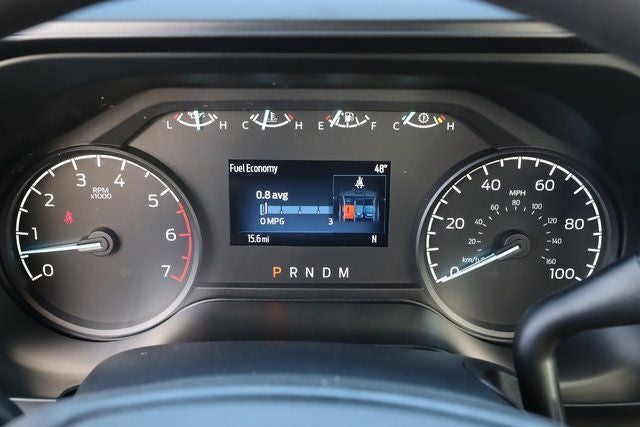 L H C H E F C H
Fuel Economy 48°
0.8 avg
0 MPG 3
15.6 mi N
P R N D M
RPM
x1000
0 1 2 3 4 5 6 7
MPH
0 20 40 60 80 100
km/h
20 40 60 80 100 120 140 160